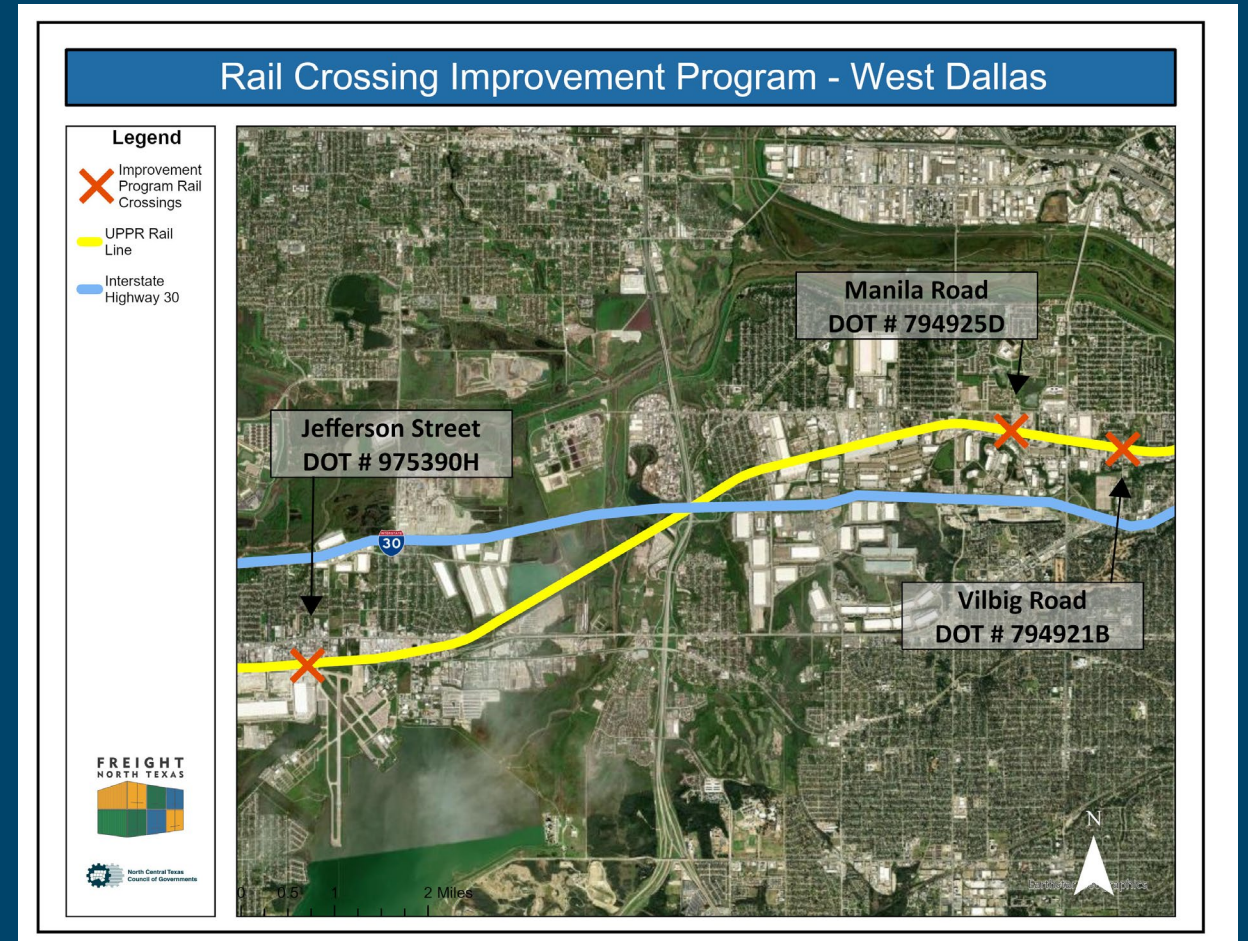 Rail Crossing Improvement Program - West Dallas
Legend
Improvement
Program Rail
Crossings
UPPR Rail
Line
Interstate
Highway 30
Manila Road
DOT # 794925D
Jefferson Street
DOT # 975390H
INTERSTATE
30
Vilbig Road
DOT # 794921B
FREIGHT
NORTH TEXAS
North Central Texas
Council of Governments
0 0.5 1 2 Miles
N